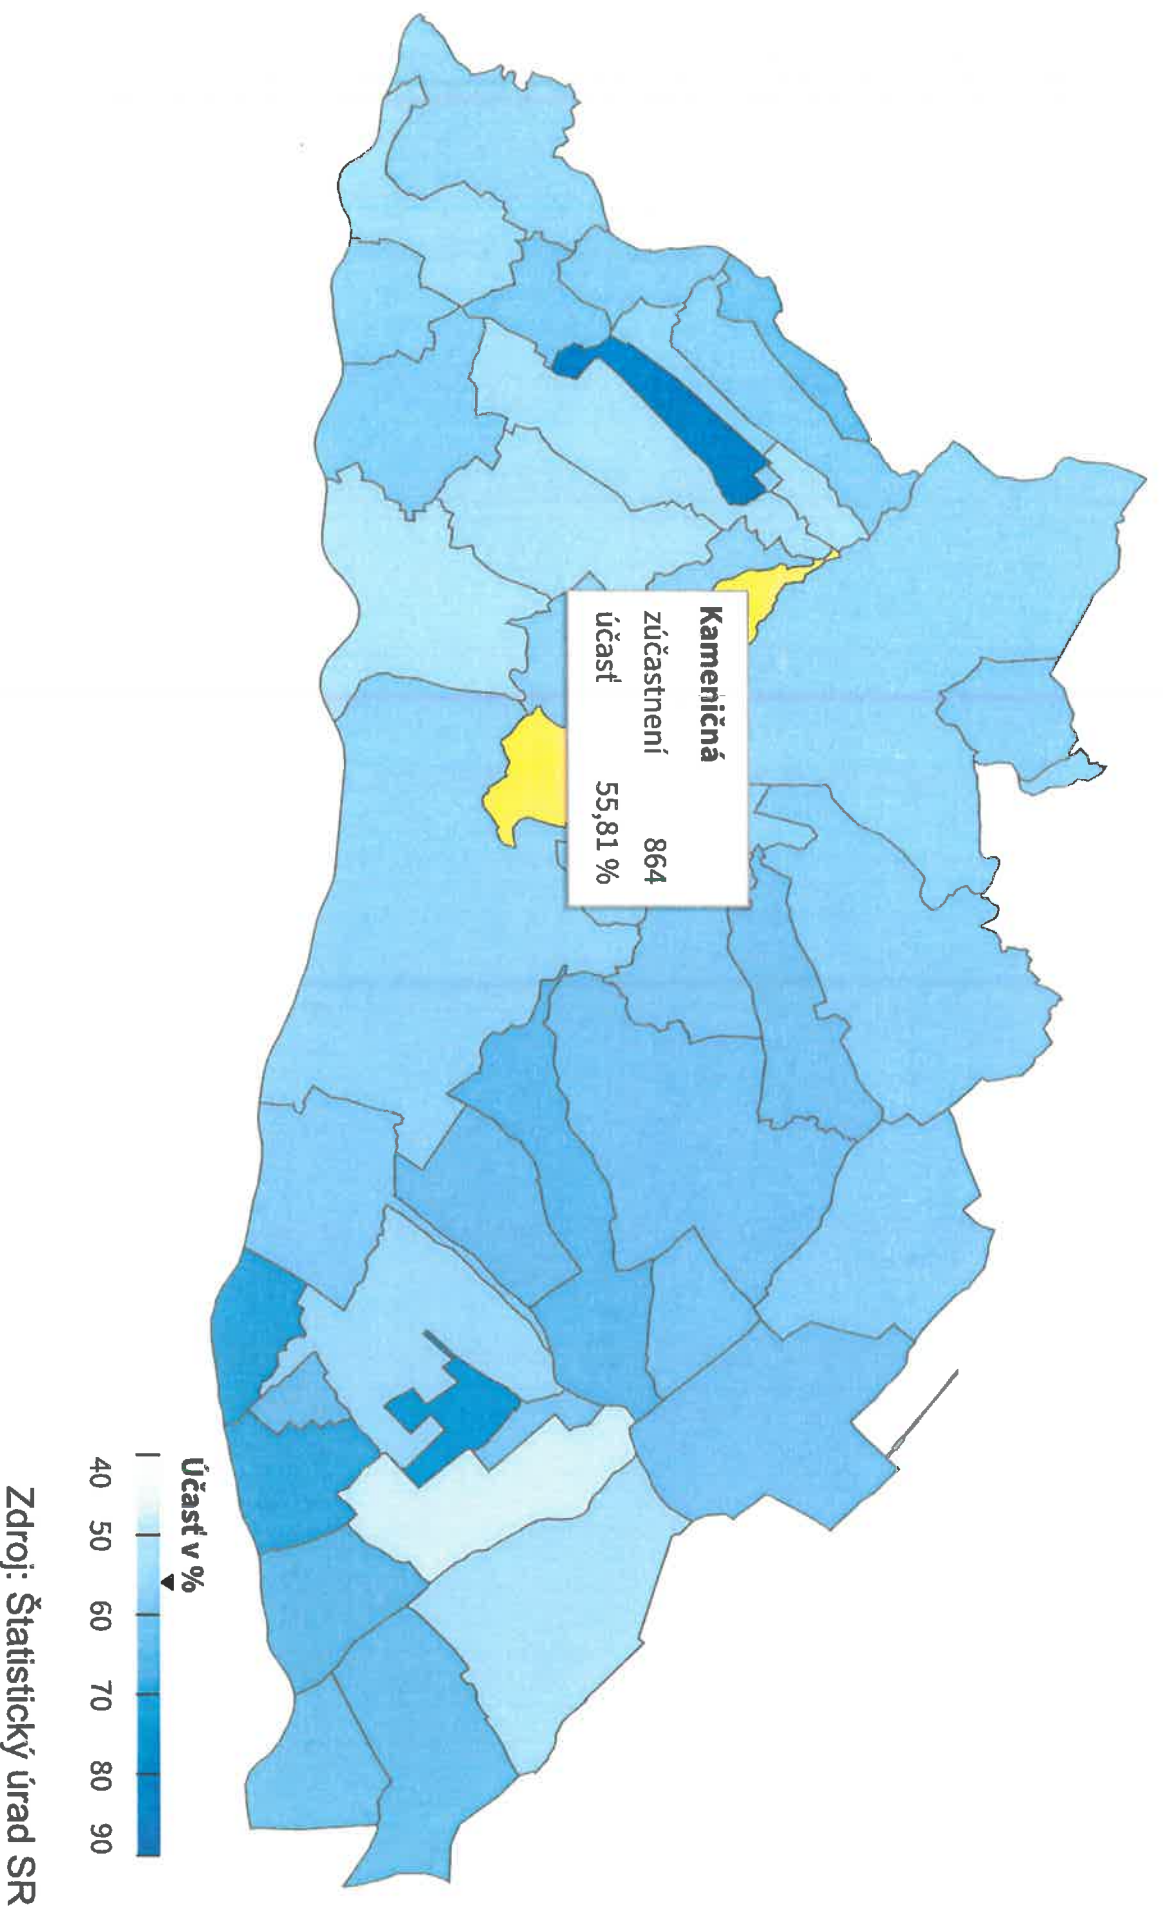 Kameničná
zúčastnení 864
účasť 55,81 %
Účasť v %
40 50 60 70 80 90
Zdroj: Štatistický úrad SR